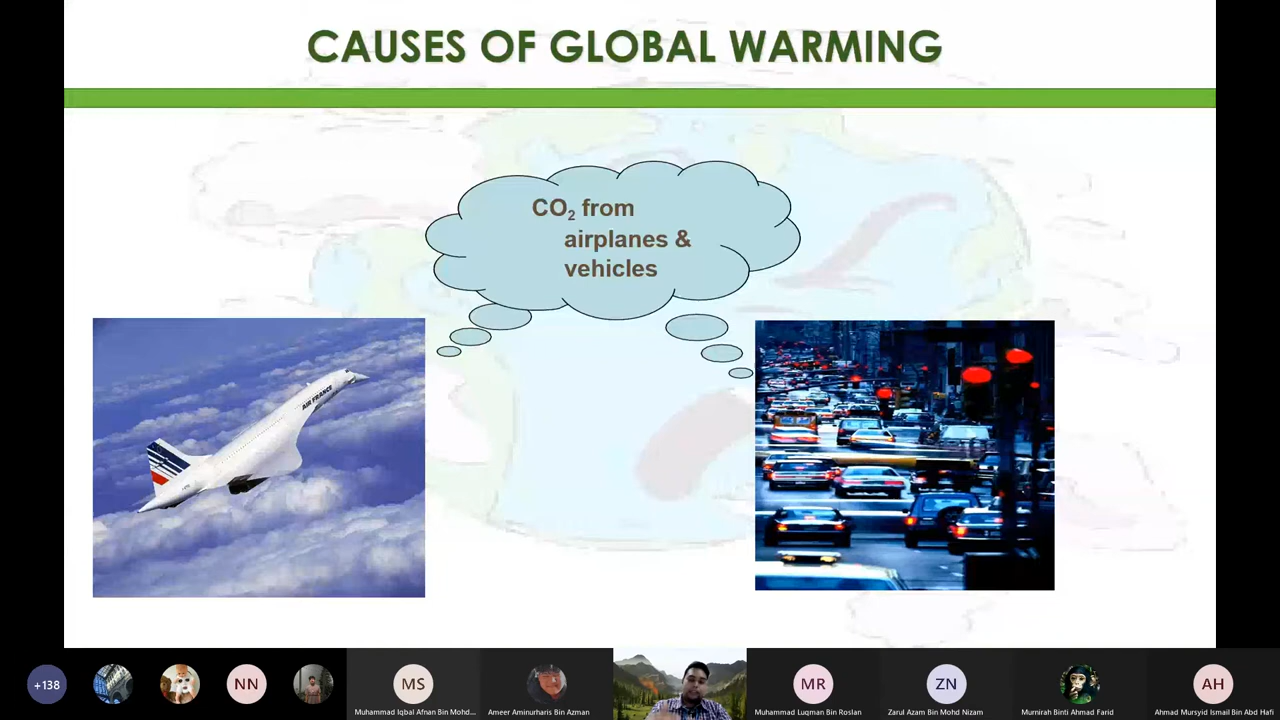 CAUSES OF GLOBAL WARMING
CO₂ from
airplanes &
vehicles
AIR FRANCE
+138
NN
MS
Muhammad Iqbal Afnan Bin Mohd...
Ameer Aminurharis Bin Azman
MR
Muhammad Luqman Bin Roslan
ZN
Zarul Azam Bin Mohd Nizam
Murnirah Binti Ahmad Farid
AH
Ahmad Mursyid Ismail Bin Abd Hafi